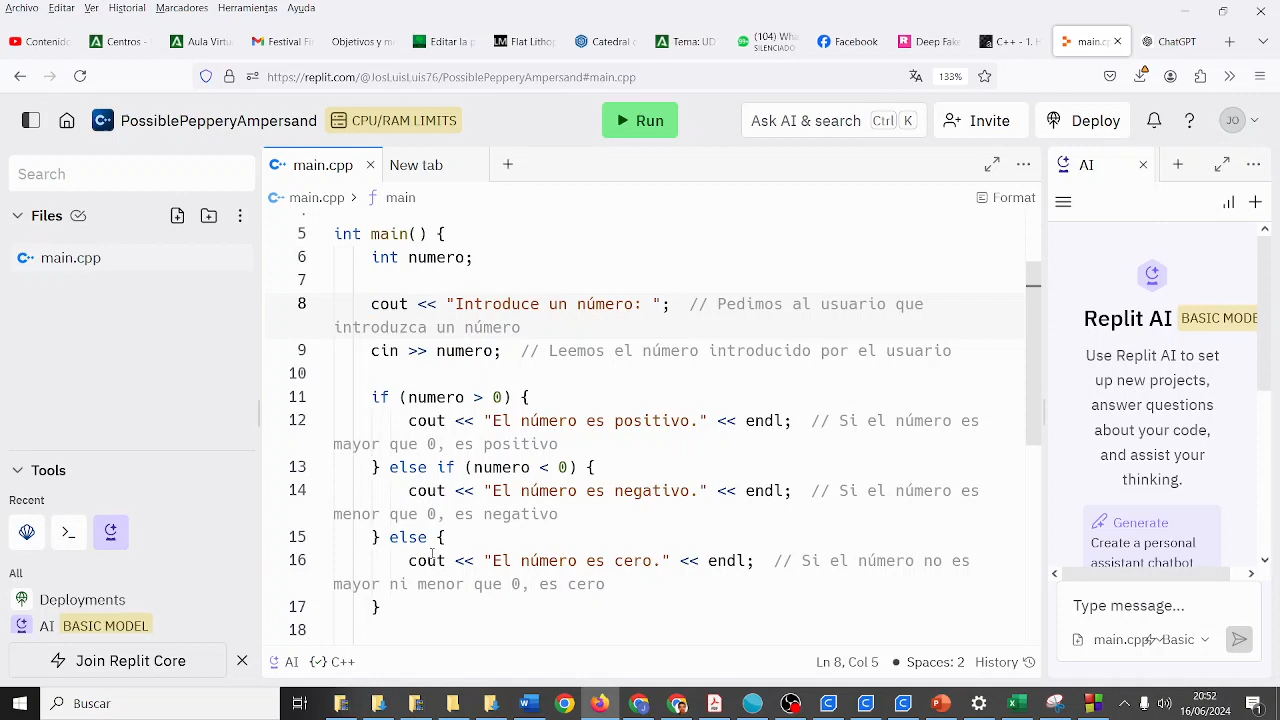 Archivo Editar Ver Historial Marcadores Herramientas Ayuda
Contenido Centros Aula Virtu Festival Fi Objetivo y m Editar la p Flat Lithog Catedral Tema: UD (104) Wha SILENCIADO Facebook Deep Fake C++ - 1. H main.c ChatGPT
https://replit.com/@JosLuisLuis76/PossiblePepperyAmpersand#main.cpp 133%
PossiblePepperyAmpersand CPU/RAM LIMITS Run Ask AI & search Ctrl K Invite Deploy JO
Search
Files
main.cpp
Tools
Recent
All
Deployments
AI BASIC MODEL
Join Replit Core
main.cpp New tab
main.cpp > main Format
5 int main() {
6 int numero;
7
8 cout << "Introduce un número: "; // Pedimos al usuario que
introduzca un número
9 cin >> numero; // Leemos el número introducido por el usuario
10
11 if (numero > 0) {
12 cout << "El número es positivo." << endl; // Si el número es
mayor que 0, es positivo
13 } else if (numero < 0) {
14 cout << "El número es negativo." << endl; // Si el número es
menor que 0, es negativo
15 } else {
16 cout << "El número es cero." << endl; // Si el número no es
mayor ni menor que 0, es cero
17 }
18
AI C++ Ln 8, Col 5 Spaces: 2 History
AI
Replit AI BASIC MODE
Use Replit AI to set
up new projects,
answer questions
about your code,
and assist your
thinking.
Generate
Create a personal
assistant chatbot
Type message...
main.cpp Basic
Buscar
20:52
16/06/2024